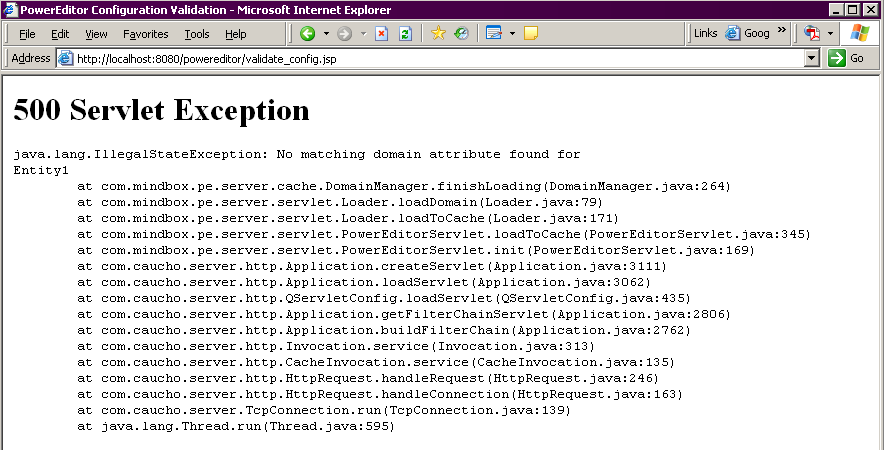 PowerEditor Configuration Validation - Microsoft Internet Explorer
File Edit View Favorites Tools Help Links Goog »
Address http://localhost:8080/powereditor/validate_config.jsp Go
500 Servlet Exception
java.lang.IllegalStateException: No matching domain attribute found for
Entity1
at com.mindbox.pe.server.cache.DomainManager.finishLoading(DomainManager.java:264)
at com.mindbox.pe.server.servlet.Loader.loadDomain(Loader.java:79)
at com.mindbox.pe.server.servlet.Loader.loadToCache(Loader.java:171)
at com.mindbox.pe.server.servlet.PowerEditorServlet.loadToCache(PowerEditorServlet.java:345)
at com.mindbox.pe.server.servlet.PowerEditorServlet.init(PowerEditorServlet.java:169)
at com.caucho.server.http.Application.createServlet(Application.java:3111)
at com.caucho.server.http.Application.loadServlet(Application.java:3062)
at com.caucho.server.http.QServletConfig.loadServlet(QServletConfig.java:435)
at com.caucho.server.http.Application.getFilterChainServlet(Application.java:2806)
at com.caucho.server.http.Application.buildFilterChain(Application.java:2762)
at com.caucho.server.http.Invocation.service(Invocation.java:313)
at com.caucho.server.http.CacheInvocation.service(CacheInvocation.java:135)
at com.caucho.server.http.HttpRequest.handleRequest(HttpRequest.java:246)
at com.caucho.server.http.HttpRequest.handleConnection(HttpRequest.java:163)
at com.caucho.server.TcpConnection.run(TcpConnection.java:139)
at java.lang.Thread.run(Thread.java:595)